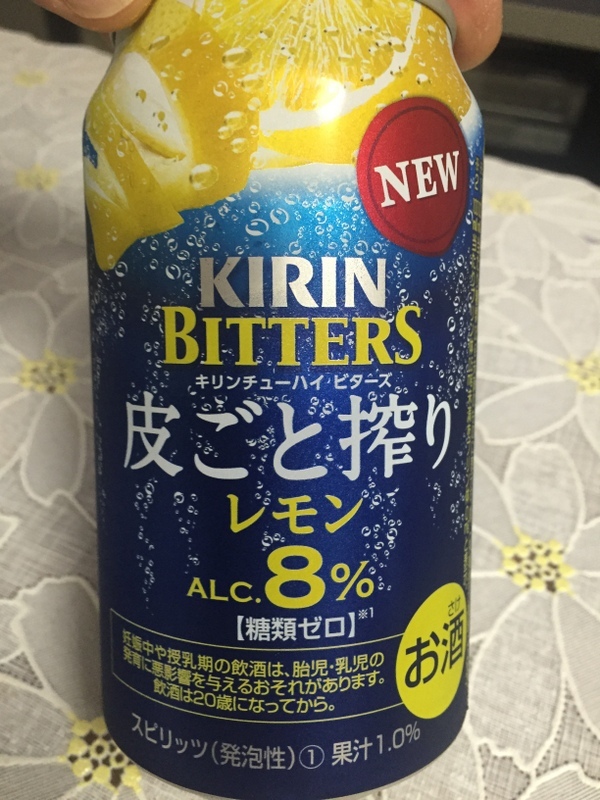 NEW
KIRIN
BITTERS
キリンチューハイ ビターズ
皮ごと搾り
レモン
ALC.8%
【糖類ゼロ】※1
妊娠中や授乳期の飲酒は、胎児・乳児の
発育に悪影響を与えるおそれがあります。
飲酒は20歳になってから。
さけ
お酒
スピリッツ(発泡性)① 果汁1.0%